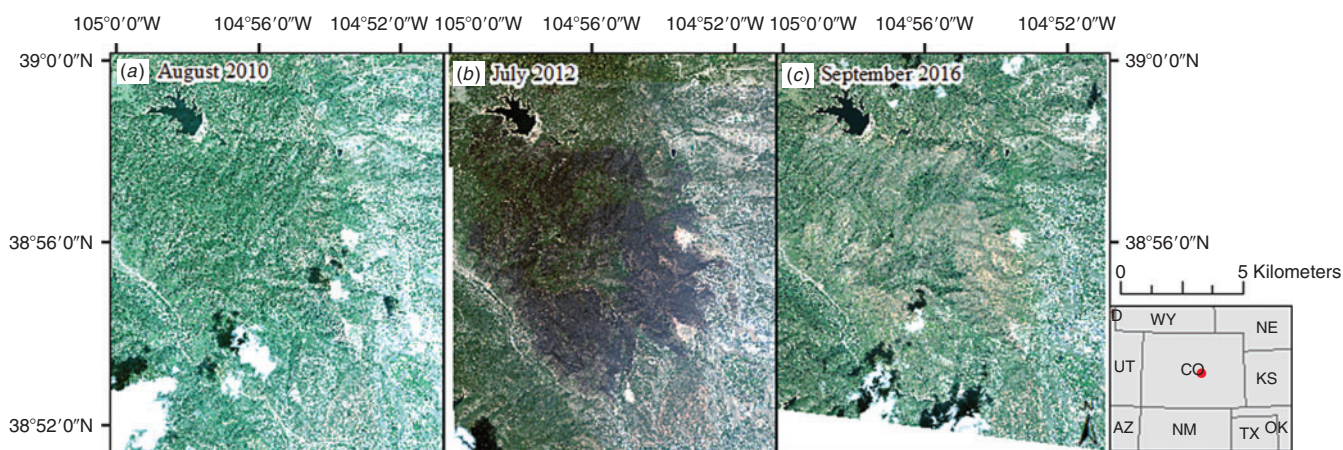 105°0′0″W 104°56′0″W 104°52′0″W 105°0′0″W 104°56′0″W 104°52′0″W 105°0′0″W 104°56′0″W 104°52′0″W
39°0′0″N (a) August 2010 (b) July 2012 (c) September 2016 39°0′0″N
38°56′0″N 38°56′0″N
0 5 Kilometers
D WY NE
UT CO KS
38°52′0″N AZ NM TX OK
N